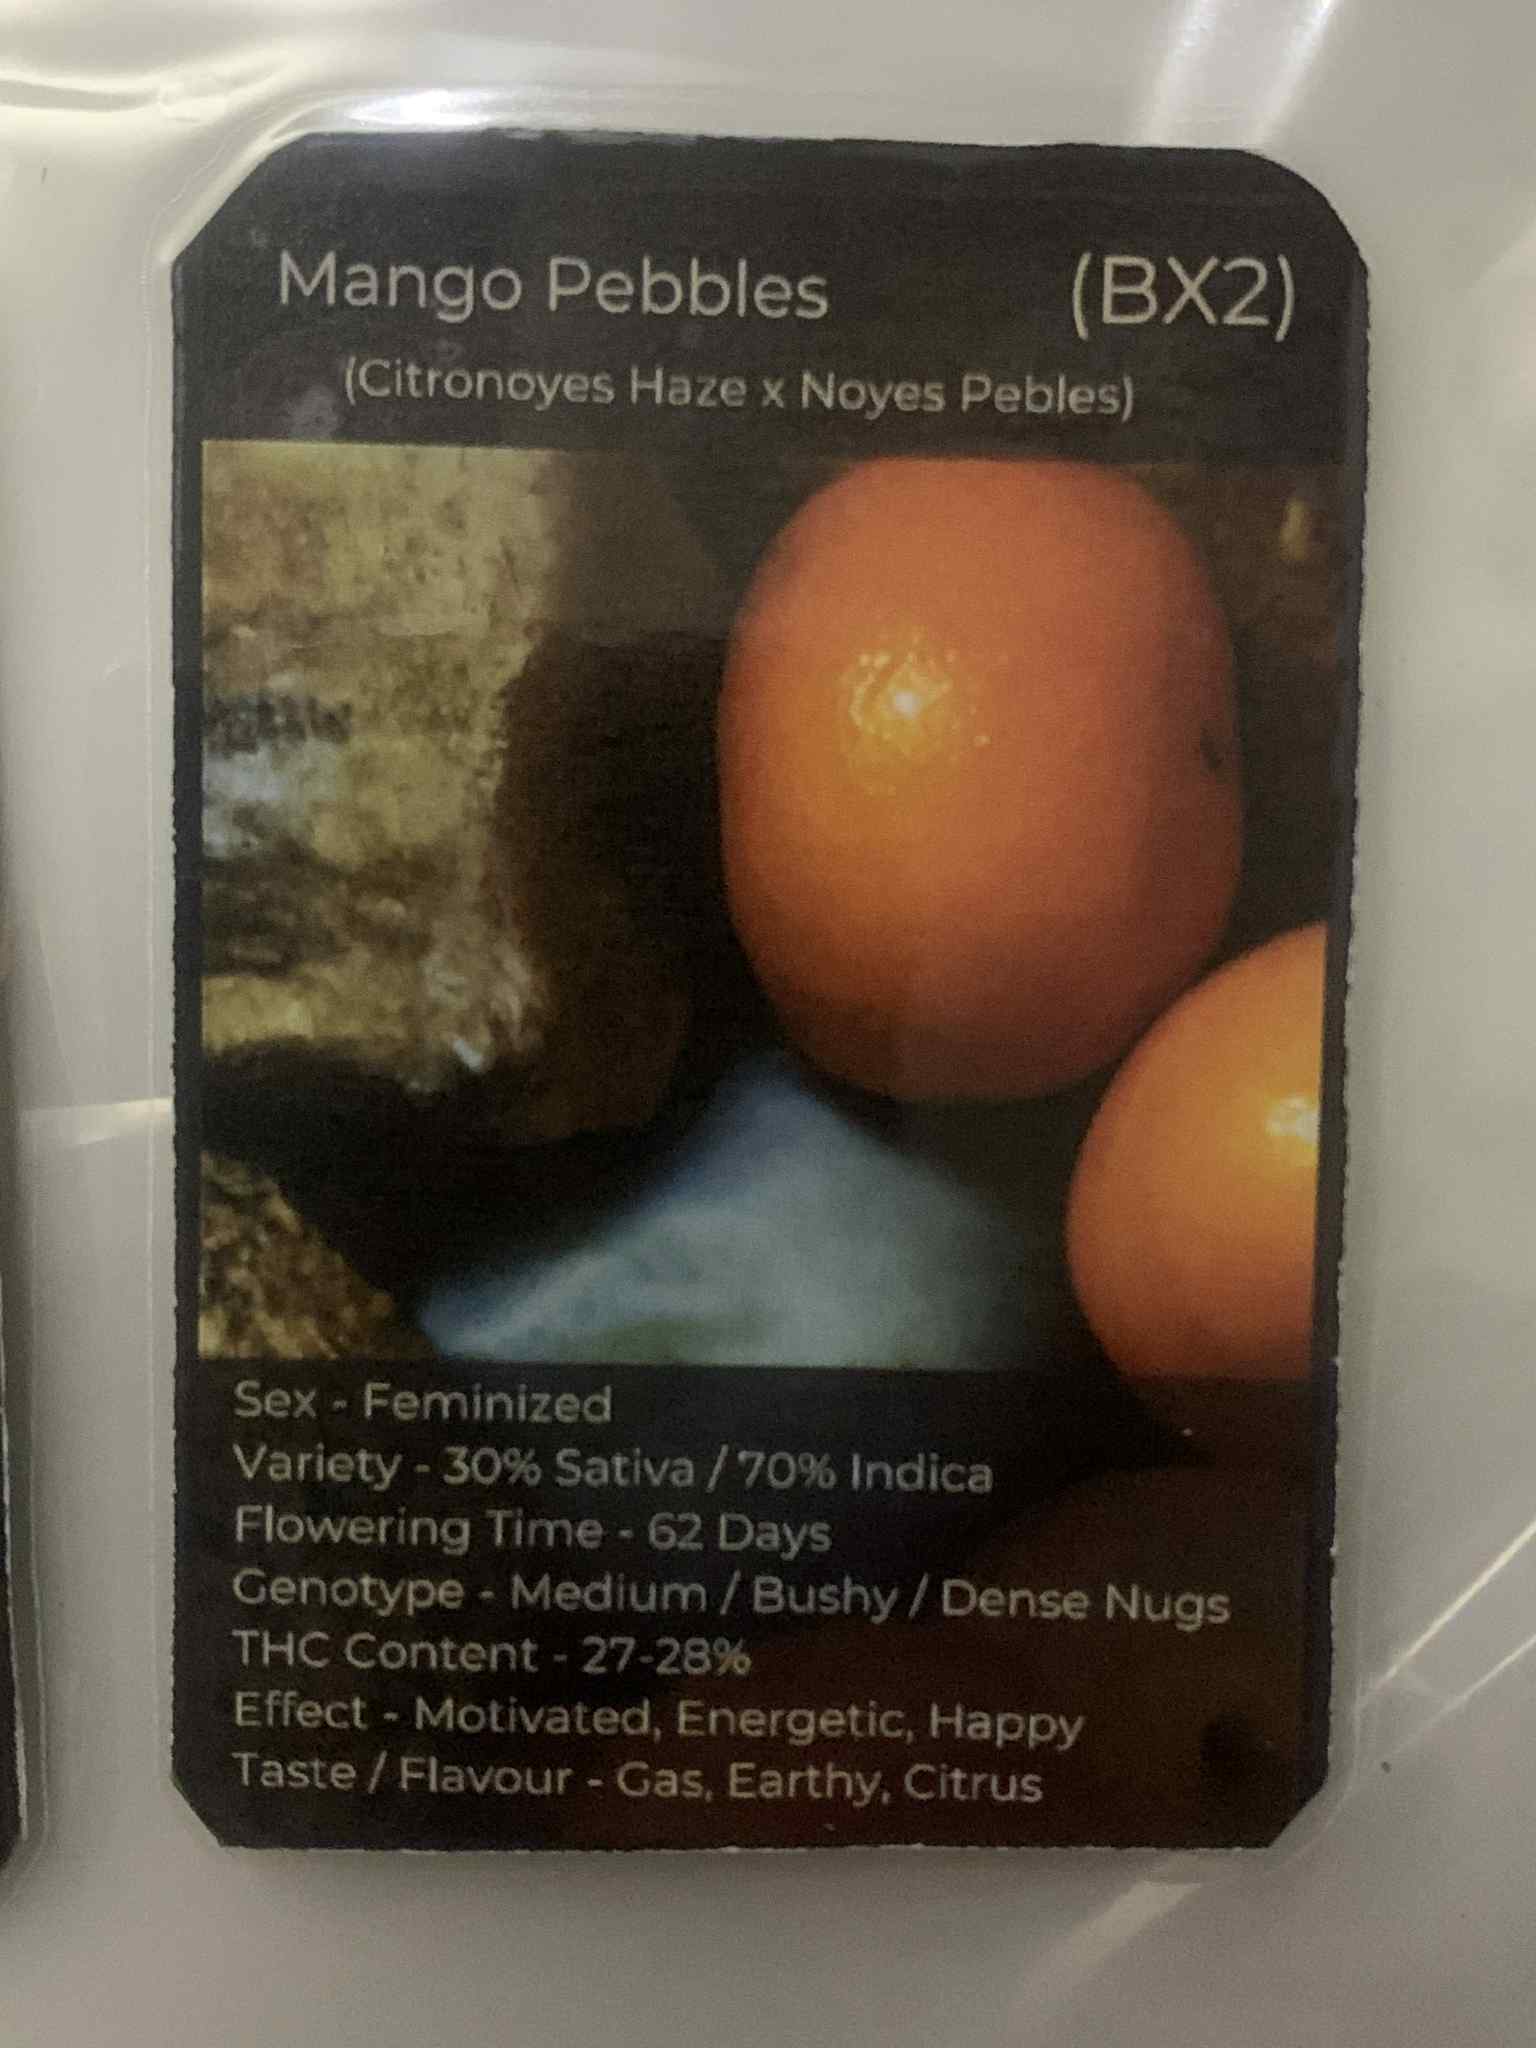 Mango Pebbles (BX2)
(Citronoyes Haze x Noyes Pebles)
Sex - Feminized
Variety - 30% Sativa / 70% Indica
Flowering Time - 62 Days
Genotype - Medium / Bushy / Dense Nugs
THC Content - 27-28%
Effect - Motivated, Energetic, Happy
Taste / Flavour - Gas, Earthy, Citrus